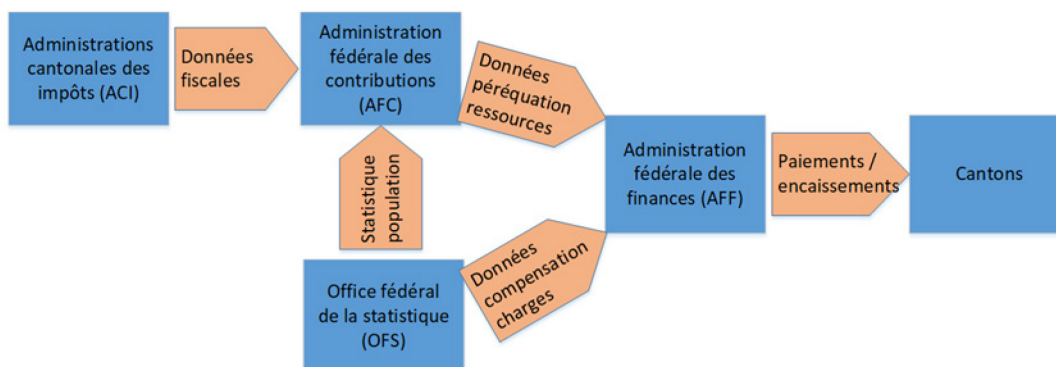 Administrations
cantonales des
impôts (ACI)
Données
fiscales
Administration
fédérale des
contributions
(AFC)
Données
péréquation
ressources
Statistique
population
Office fédéral
de la statistique
(OFS)
Données
compensation
charges
Administration
fédérale des
finances (AFF)
Paiements /
encaissements
Cantons